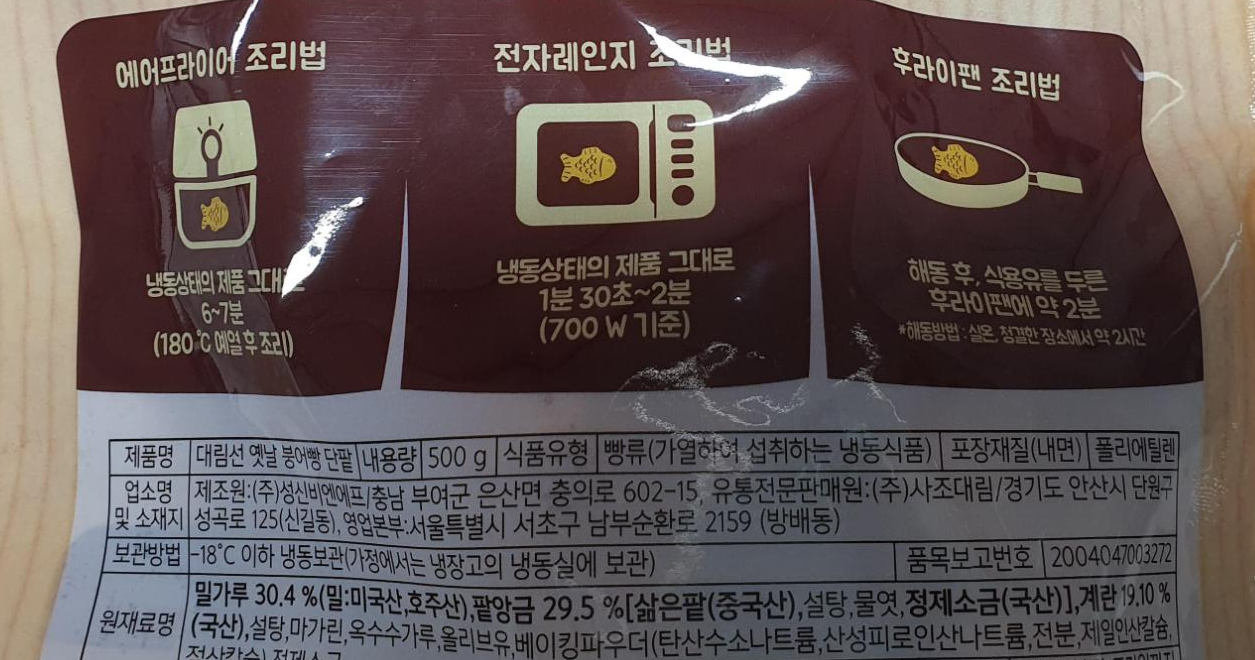 에어프라이어 조리법
냉동상태의 제품 그대로
6~7분
(180 ℃ 예열 후 조리)
전자레인지 조리법
냉동상태의 제품 그대로
1분 30초~2분
(700 W 기준)
후라이팬 조리법
해동 후, 식용유를 두른
후라이팬에 약 2분
*해동방법 : 실온, 청결한 장소에서 약 2시간
제품명 대림선 옛날 붕어빵 단팥 내용량 500 g 식품유형 빵류(가열하여 섭취하는 냉동식품) 포장재질(내면) 폴리에틸렌
업소명 제조원:(주)성신비엔에프/충남 부여군 은산면 충의로 602-15, 유통전문판매원:(주)사조대림/경기도 안산시 단원구
및 소재지 성곡로 125(신길동), 영업본부:서울특별시 서초구 남부순환로 2159 (방배동)
보관방법 -18℃ 이하 냉동보관(가정에서는 냉장고의 냉동실에 보관) 품목보고번호 2004047003272
원재료명 밀가루 30.4 %(밀:미국산,호주산),팥앙금 29.5 %[삶은팥(중국산),설탕,물엿,정제소금(국산)],계란 19.10 %
(국산),설탕,마가린,옥수수가루,올리브유,베이킹파우더(탄산수소나트륨,산성피로인산나트륨,전분,제일인산칼슘,